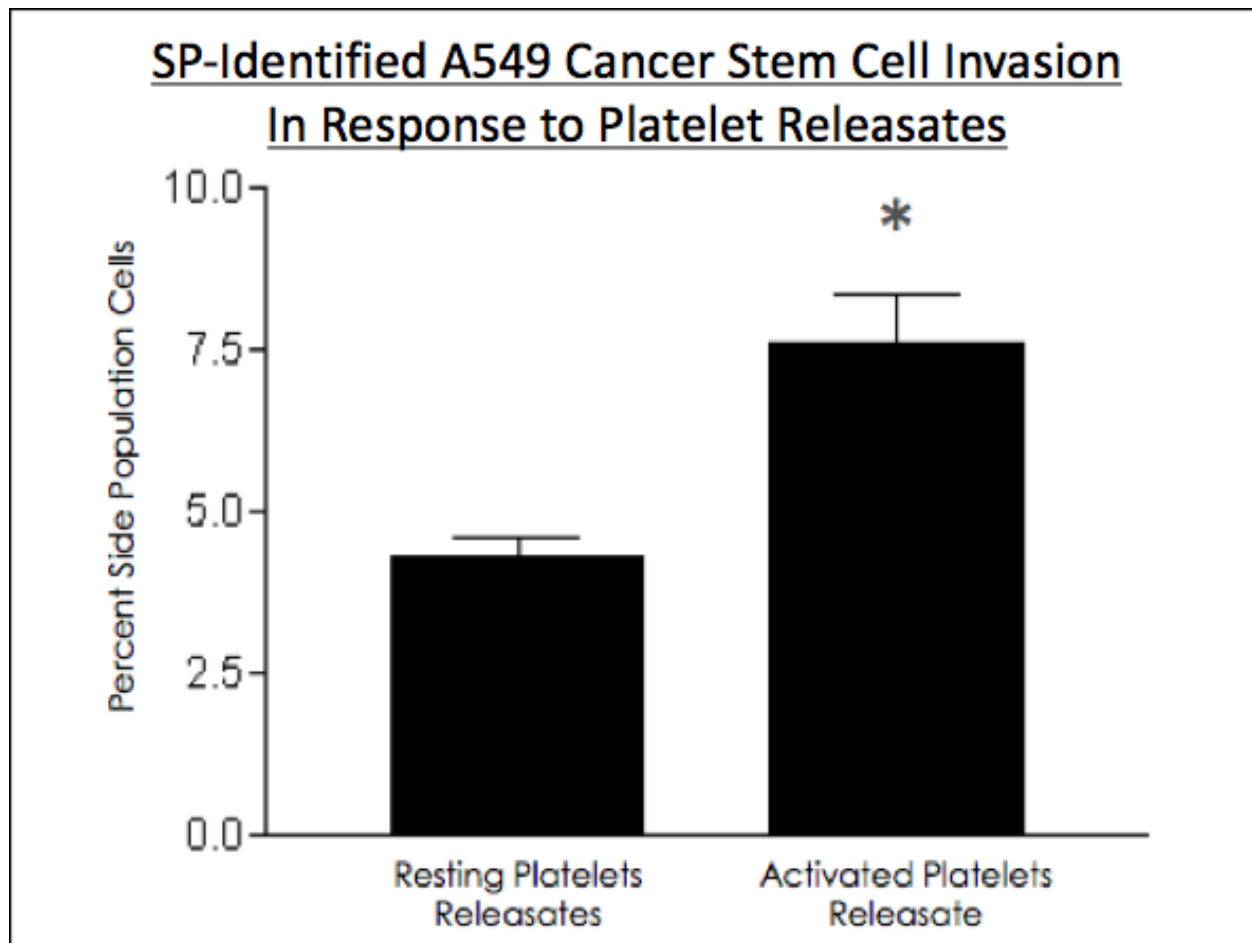 SP-Identified A549 Cancer Stem Cell Invasion
In Response to Platelet Releasates
10.0
*
7.5
5.0
2.5
0.0
Percent Side Population Cells
Resting Platelets
Releasates
Activated Platelets
Releasate